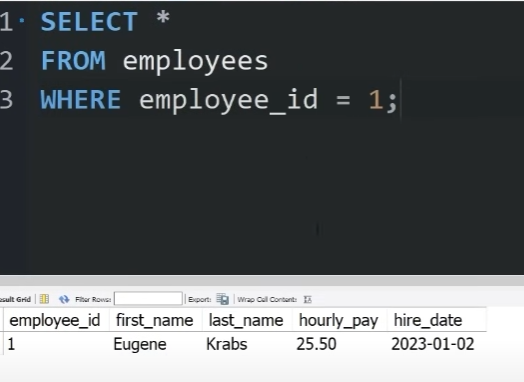 1 SELECT *
2 FROM employees
3 WHERE employee_id = 1;
Result Grid Filter Rows: Export: Wrap Cell Content:
employee_id first_name last_name hourly_pay hire_date
1 Eugene Krabs 25.50 2023-01-02